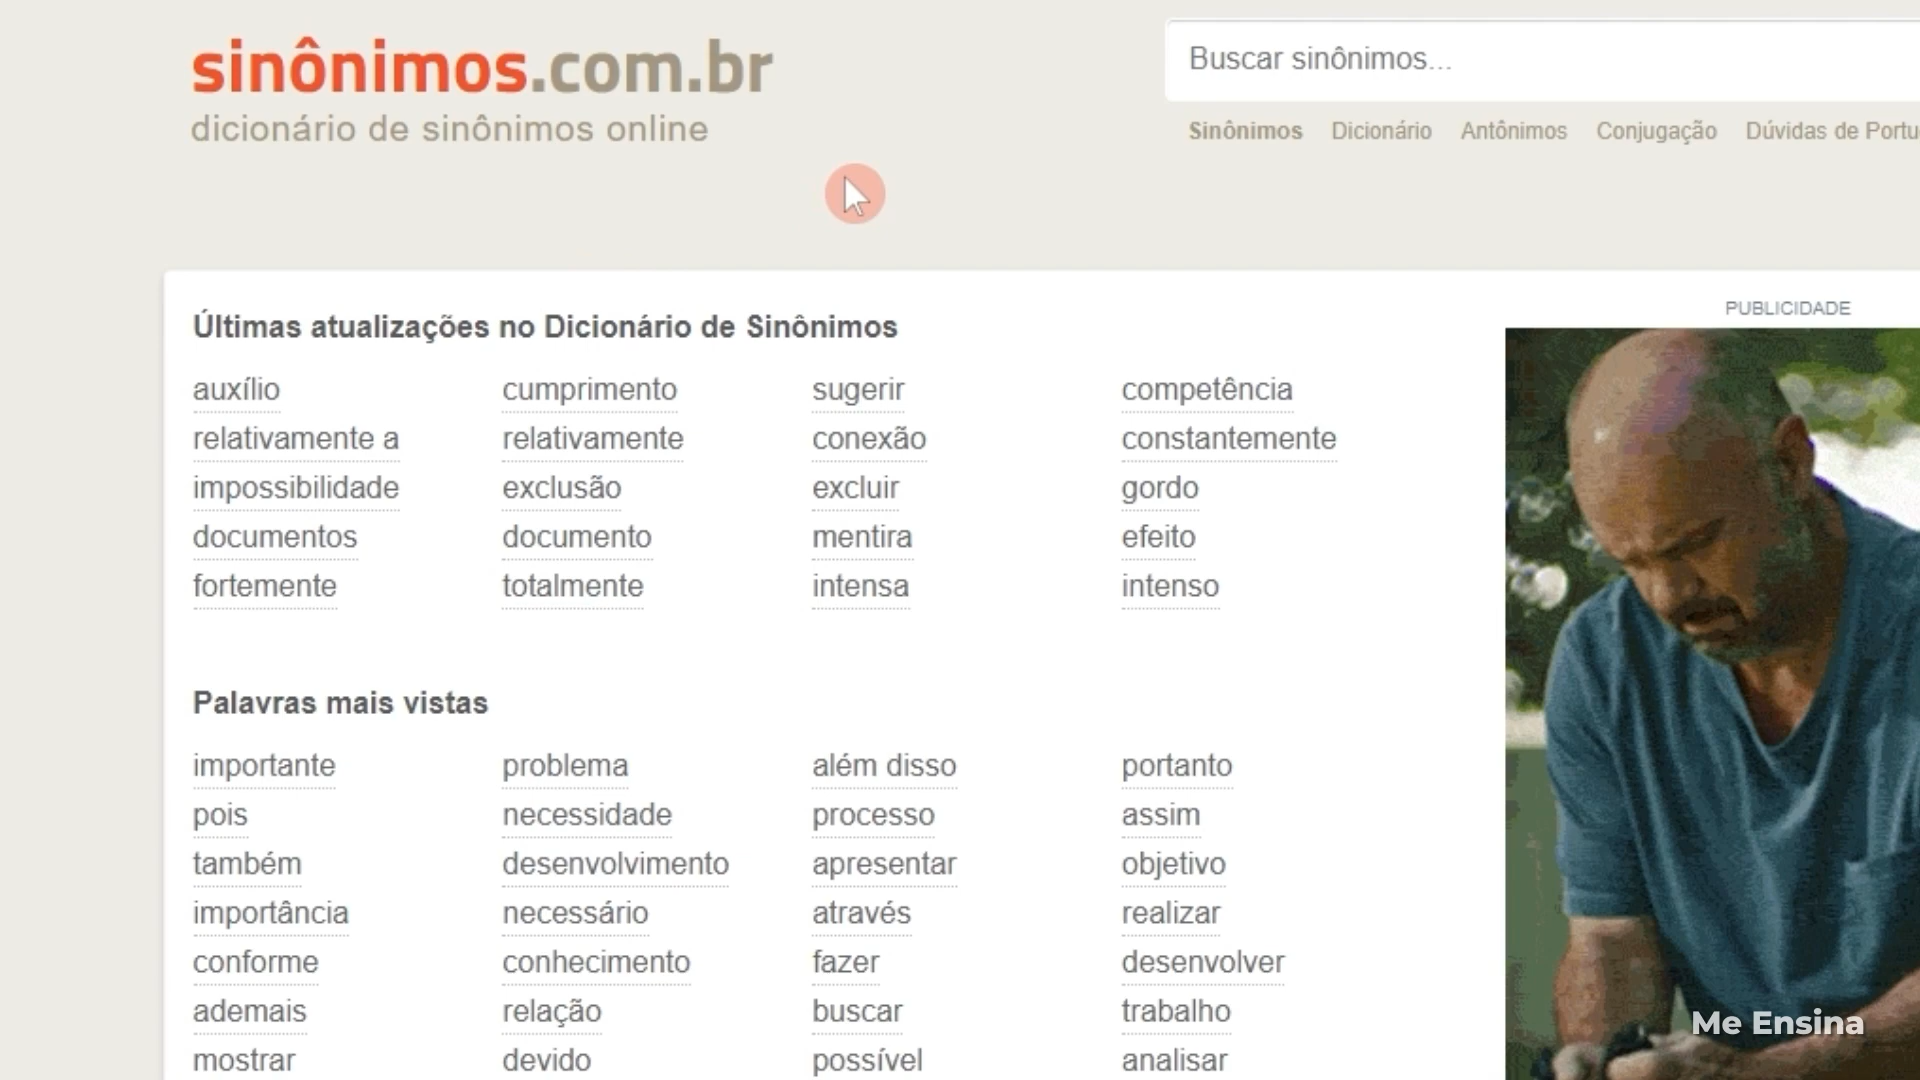 sinônimos.com.br
dicionário de sinônimos online
Buscar sinônimos...
Sinônimos Dicionário Antônimos Conjugação Dúvidas de Portu
Últimas atualizações no Dicionário de Sinônimos
PUBLICIDADE
auxílio cumprimento sugerir competência
relativamente a relativamente conexão constantemente
impossibilidade exclusão excluir gordo
documentos documento mentira efeito
fortemente totalmente intensa intenso
Palavras mais vistas
importante problema além disso portanto
pois necessidade processo assim
também desenvolvimento apresentar objetivo
importância necessário através realizar
conforme conhecimento fazer desenvolver
ademais relação buscar trabalho
mostrar devido possível analisar
Me Ensina